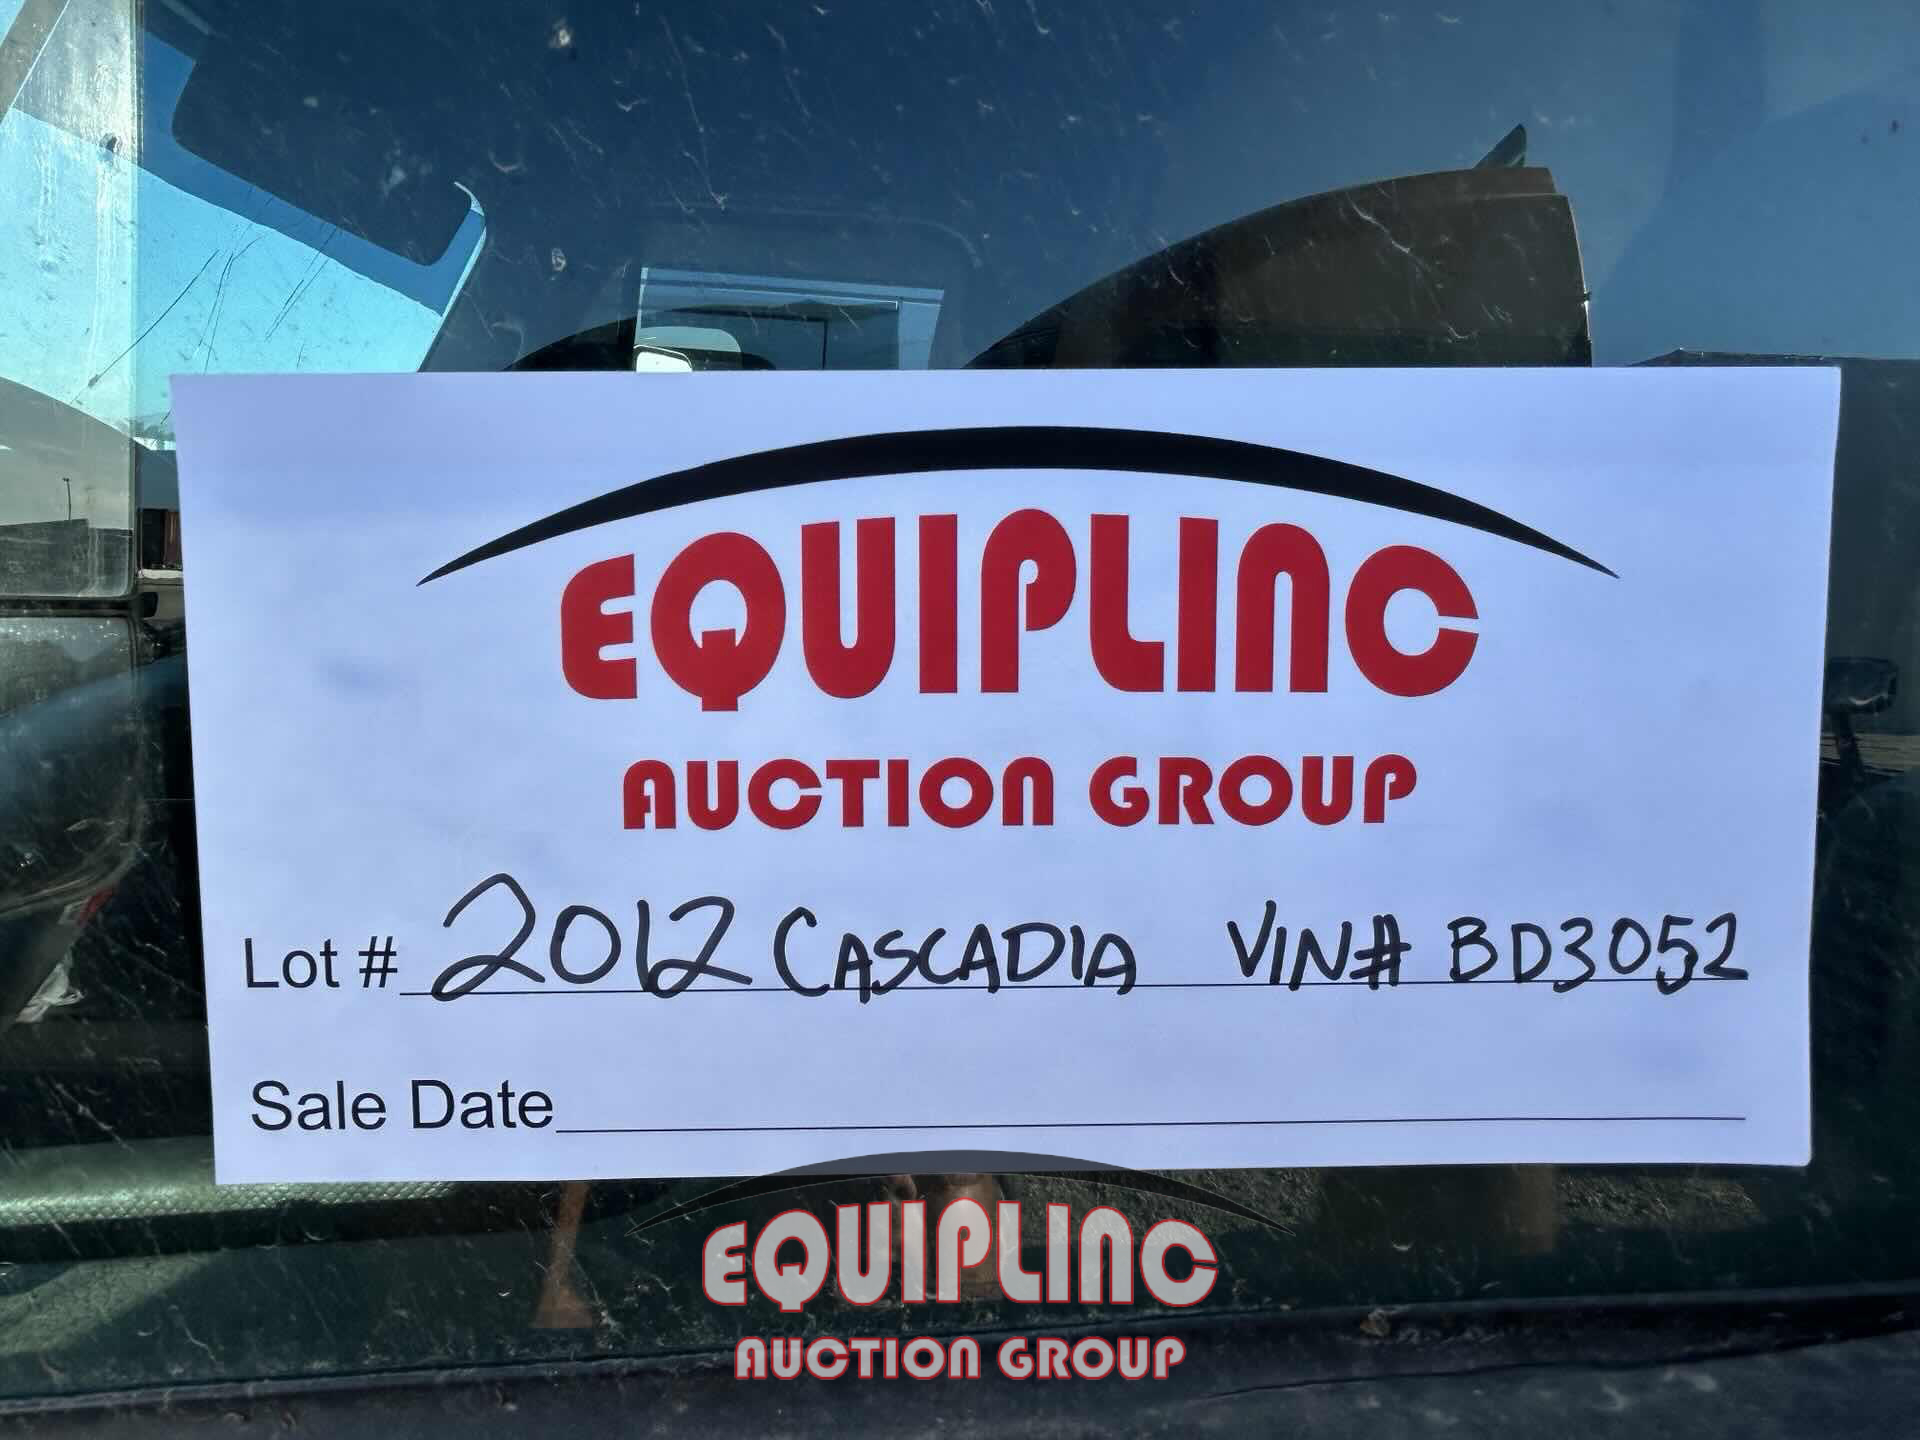 EQUIPLINC
AUCTION GROUP
Lot # 2012 CASCADIA VIN# BD3052
Sale Date
EQUIPLINC
AUCTION GROUP